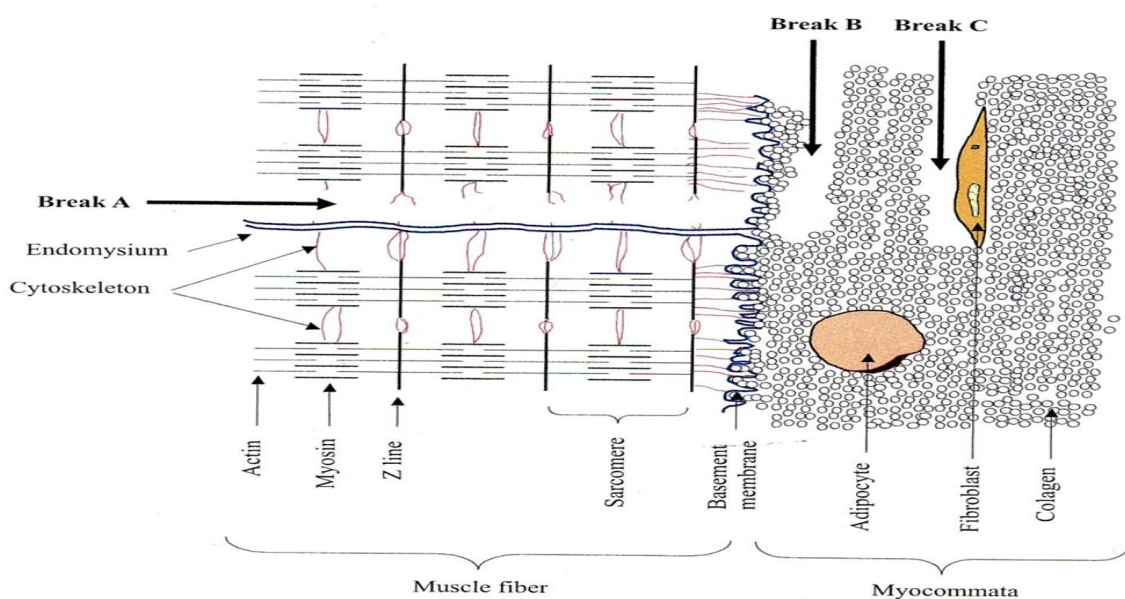 Break B
Break C
Break A
Endomysium
Cytoskeleton
Actin
Myosin
Z line
Sarcomere
Basement
membrane
Adipocyte
Fibroblast
Colagen
Muscle fiber
Myocommata